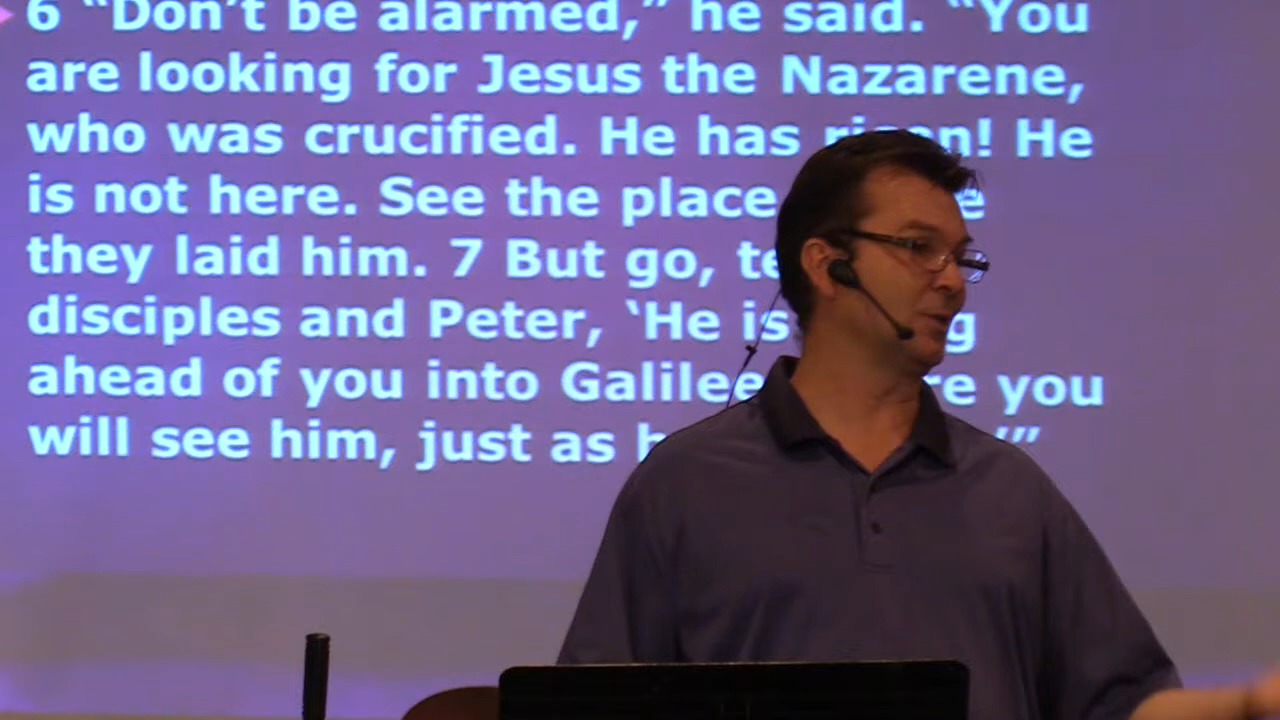 6 “Don’t be alarmed,” he said. “You
are looking for Jesus the Nazarene,
who was crucified. He has risen! He
is not here. See the place
they laid him. 7 But go,
disciples and Peter, ‘He is
ahead of you into Galilee you
will see him, just as ’”